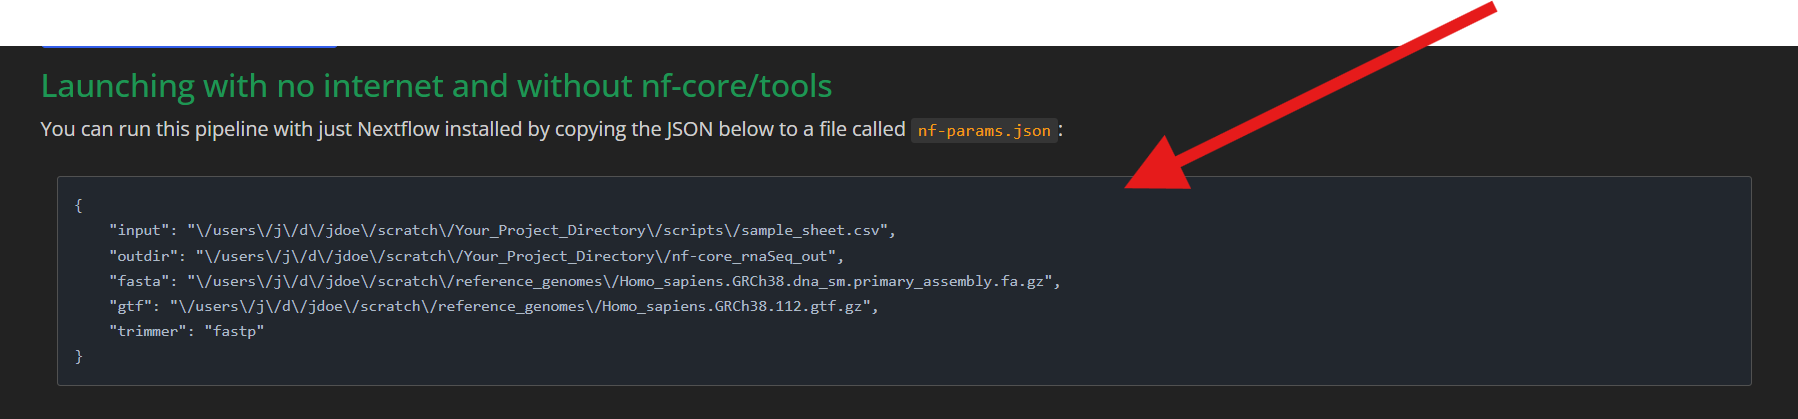 Launching with no internet and without nf-core/tools
You can run this pipeline with just Nextflow installed by copying the JSON below to a file called nf-params.json:
{
    "input": "\/users\/j\/d\/jdoe\/scratch\/Your_Project_Directory\/scripts\/sample_sheet.csv",
    "outdir": "\/users\/j\/d\/jdoe\/scratch\/Your_Project_Directory\/nf-core_rnaSeq_out",
    "fasta": "\/users\/j\/d\/jdoe\/scratch\/reference_genomes\/Homo_sapiens.GRCh38.dna_sm.primary_assembly.fa.gz",
    "gtf": "\/users\/j\/d\/jdoe\/scratch\/reference_genomes\/Homo_sapiens.GRCh38.112.gtf.gz",
    "trimmer": "fastp"
}